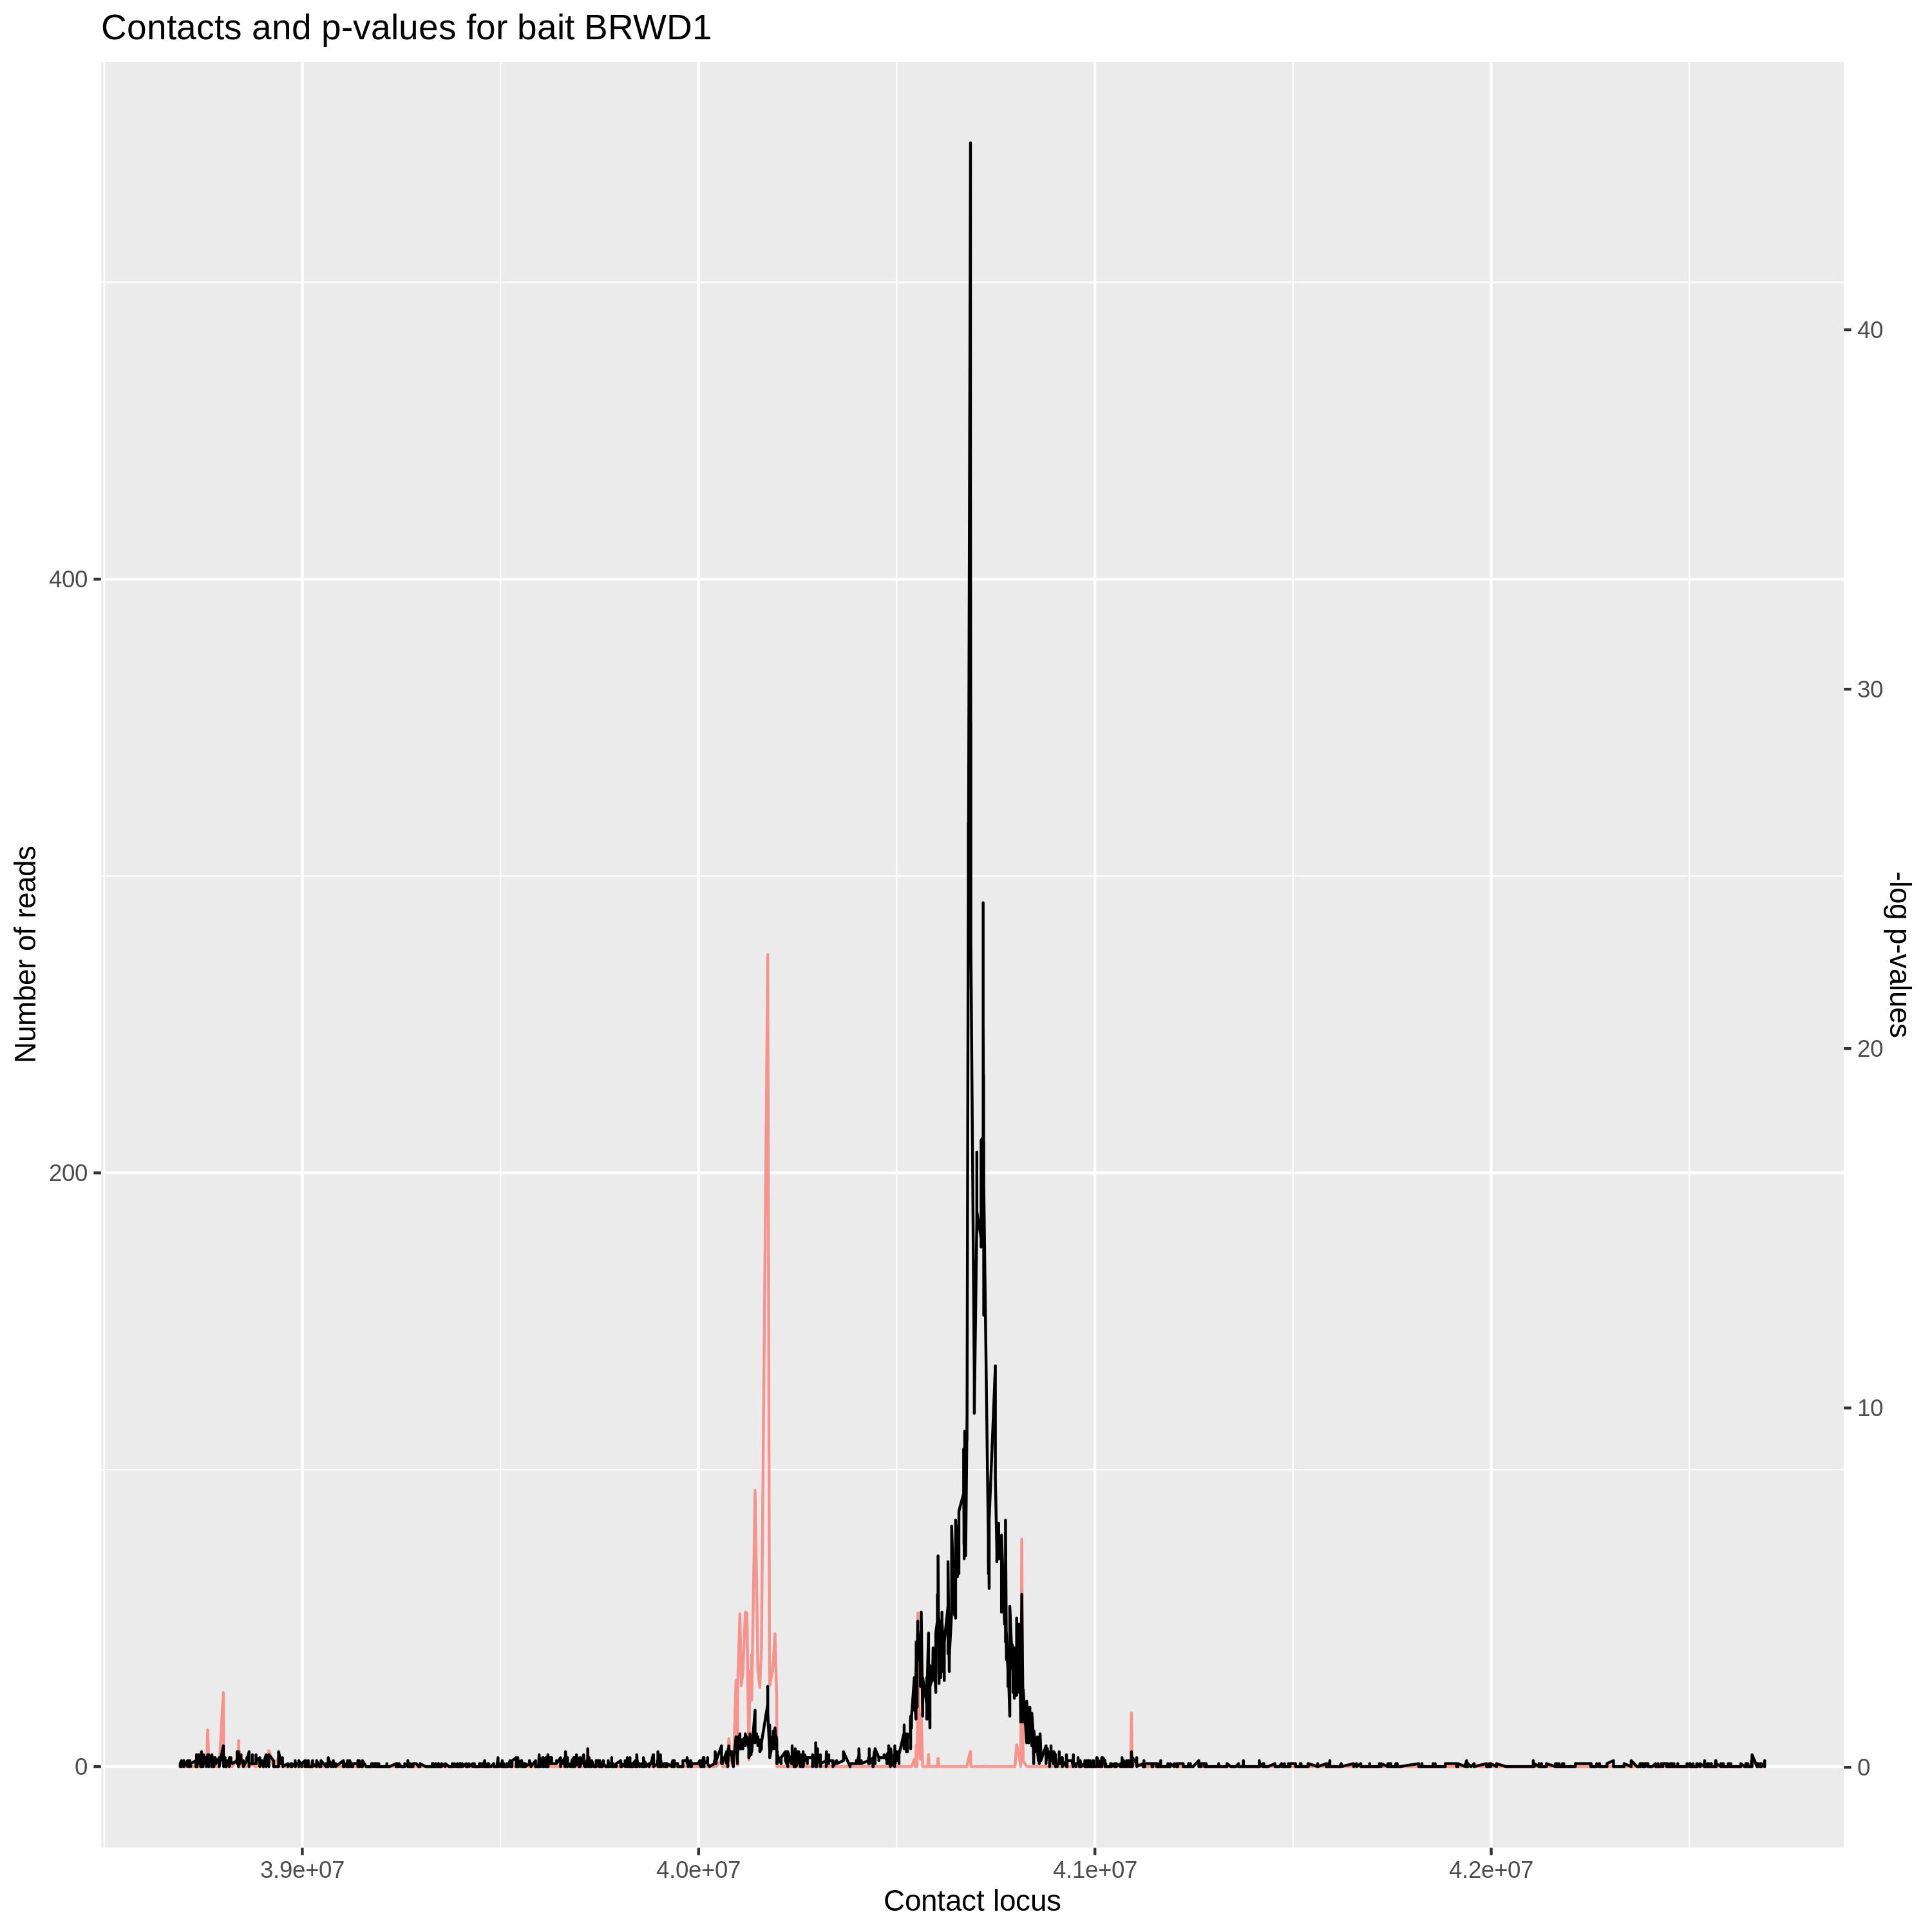 Contacts and p-values for bait BRWD1
Number of reads
400
200
0
40
30
20
10
0
-log p-values
3.9e+07
4.0e+07
4.1e+07
4.2e+07
Contact locus